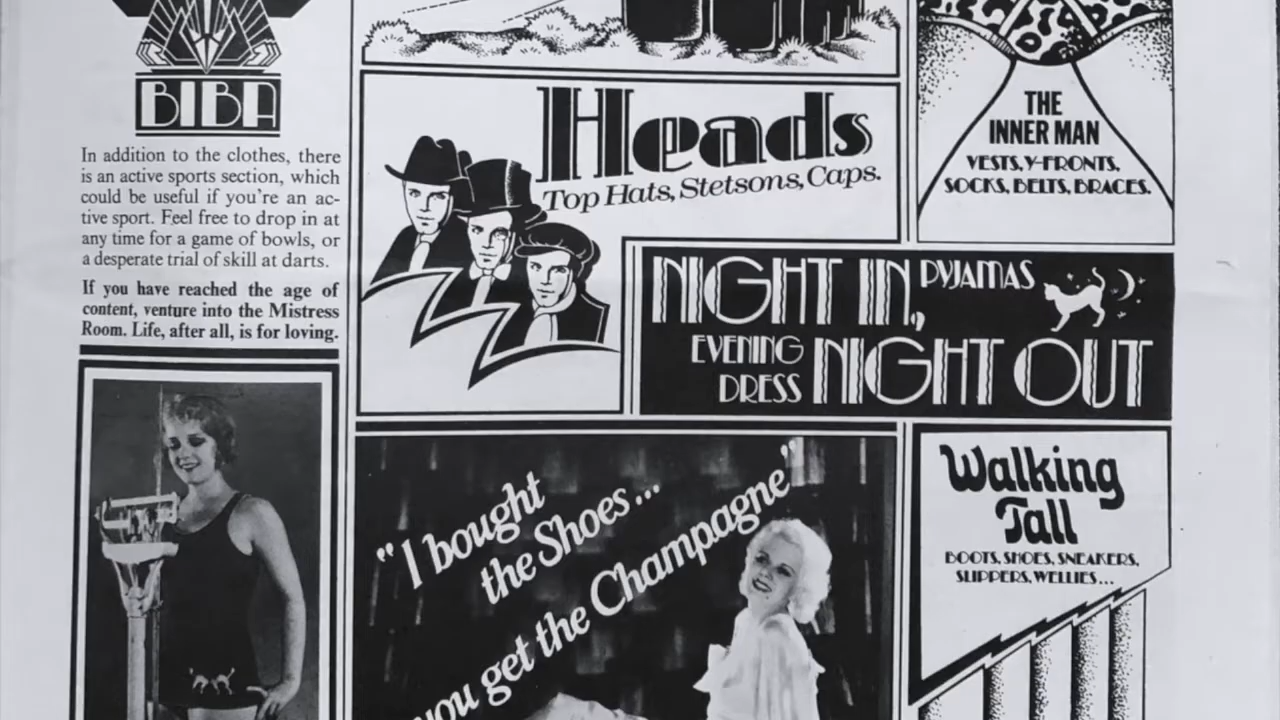 BIBA
In addition to the clothes, there
is an active sports section, which
could be useful if you're an ac-
tive sport. Feel free to drop in at
any time for a game of bowls, or
a desperate trial of skill at darts.
If you have reached the age of
content, venture into the Mistress
Room. Life, after all, is for loving.
Heads
Top Hats, Stetsons, Caps.
THE
INNER MAN
VESTS, Y-FRONTS,
SOCKS, BELTS, BRACES.
NIGHT IN, PYJAMAS
EVENING
DRESS NIGHT OUT
"I bought
the Shoes...
you get the Champagne"
Walking
Tall
BOOTS, SHOES, SNEAKERS,
SLIPPERS, WELLIES...